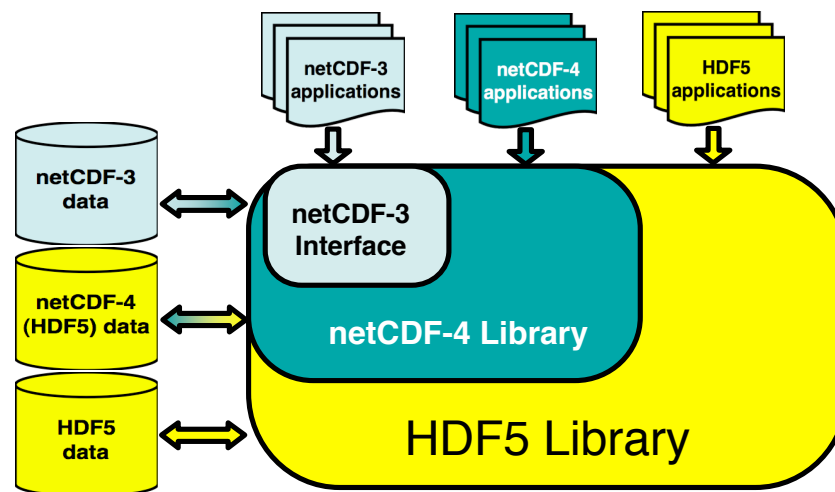 netCDF-3
applications
netCDF-4
applications
HDF5
applications
netCDF-3
data
netCDF-3
Interface
netCDF-4
(HDF5) data
netCDF-4 Library
HDF5
data
HDF5 Library